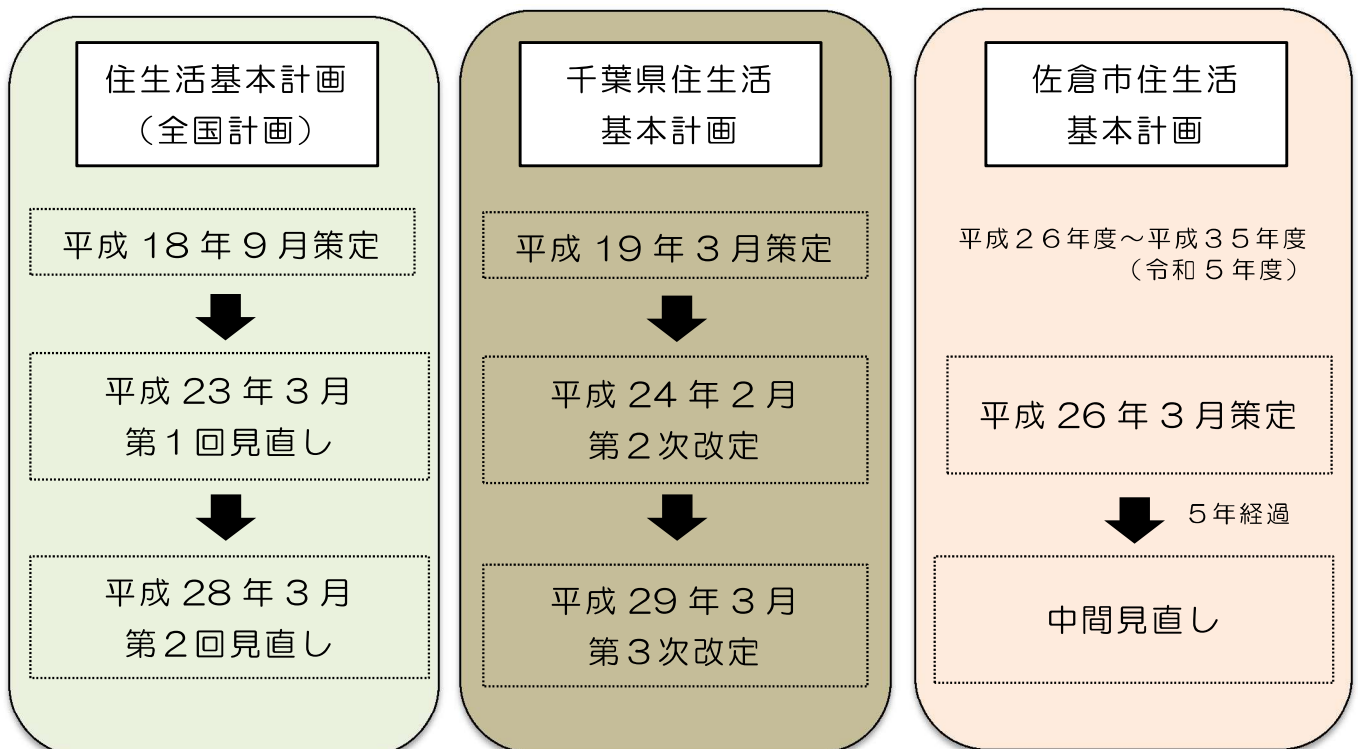 住生活基本計画
（全国計画）
平成 18 年 9 月策定
平成 23 年 3 月
第１回見直し
平成 28 年 3 月
第２回見直し
千葉県住生活
基本計画
平成 19 年 3 月策定
平成 24 年 2 月
第２次改定
平成 29 年 3 月
第３次改定
佐倉市住生活
基本計画
平成２６年度～平成３５年度
（令和 5 年度）
平成 26 年 3 月策定
５年経過
中間見直し